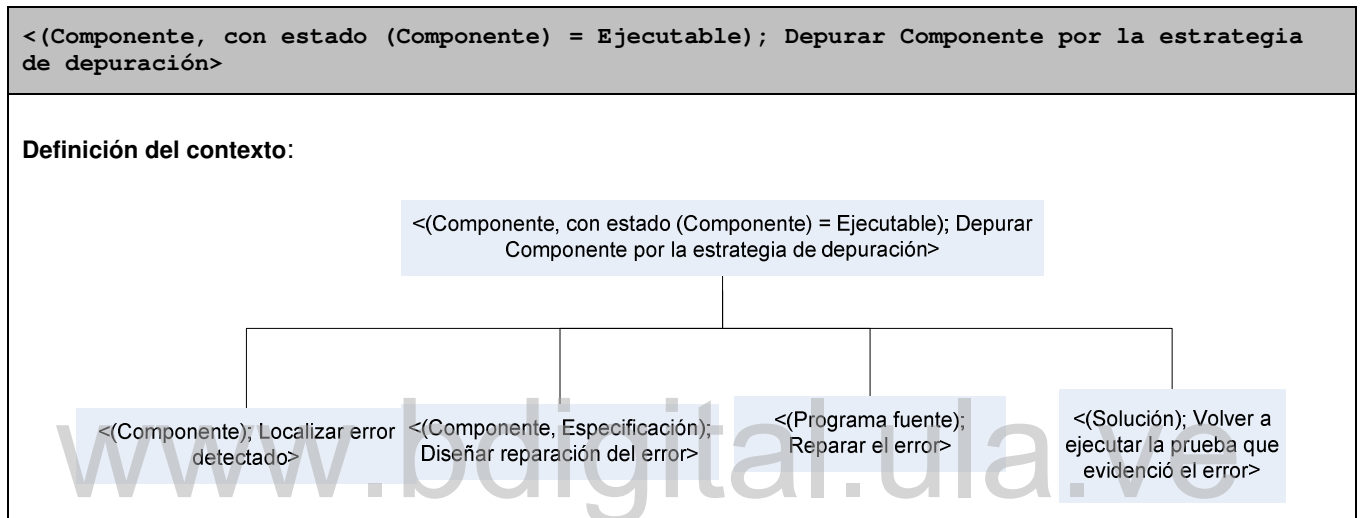 <(Componente, con estado (Componente) = Ejecutable); Depurar Componente por la estrategia
de depuración>
Definición del contexto:
<(Componente, con estado (Componente) = Ejecutable); Depurar
Componente por la estrategia de depuración>
<(Componente); Localizar error
detectado>
<(Componente, Especificación);
Diseñar reparación del error>
<(Programa fuente);
Reparar el error>
<(Solución); Volver a
ejecutar la prueba que
evidenció el error>
www.bdigital.ula.ve